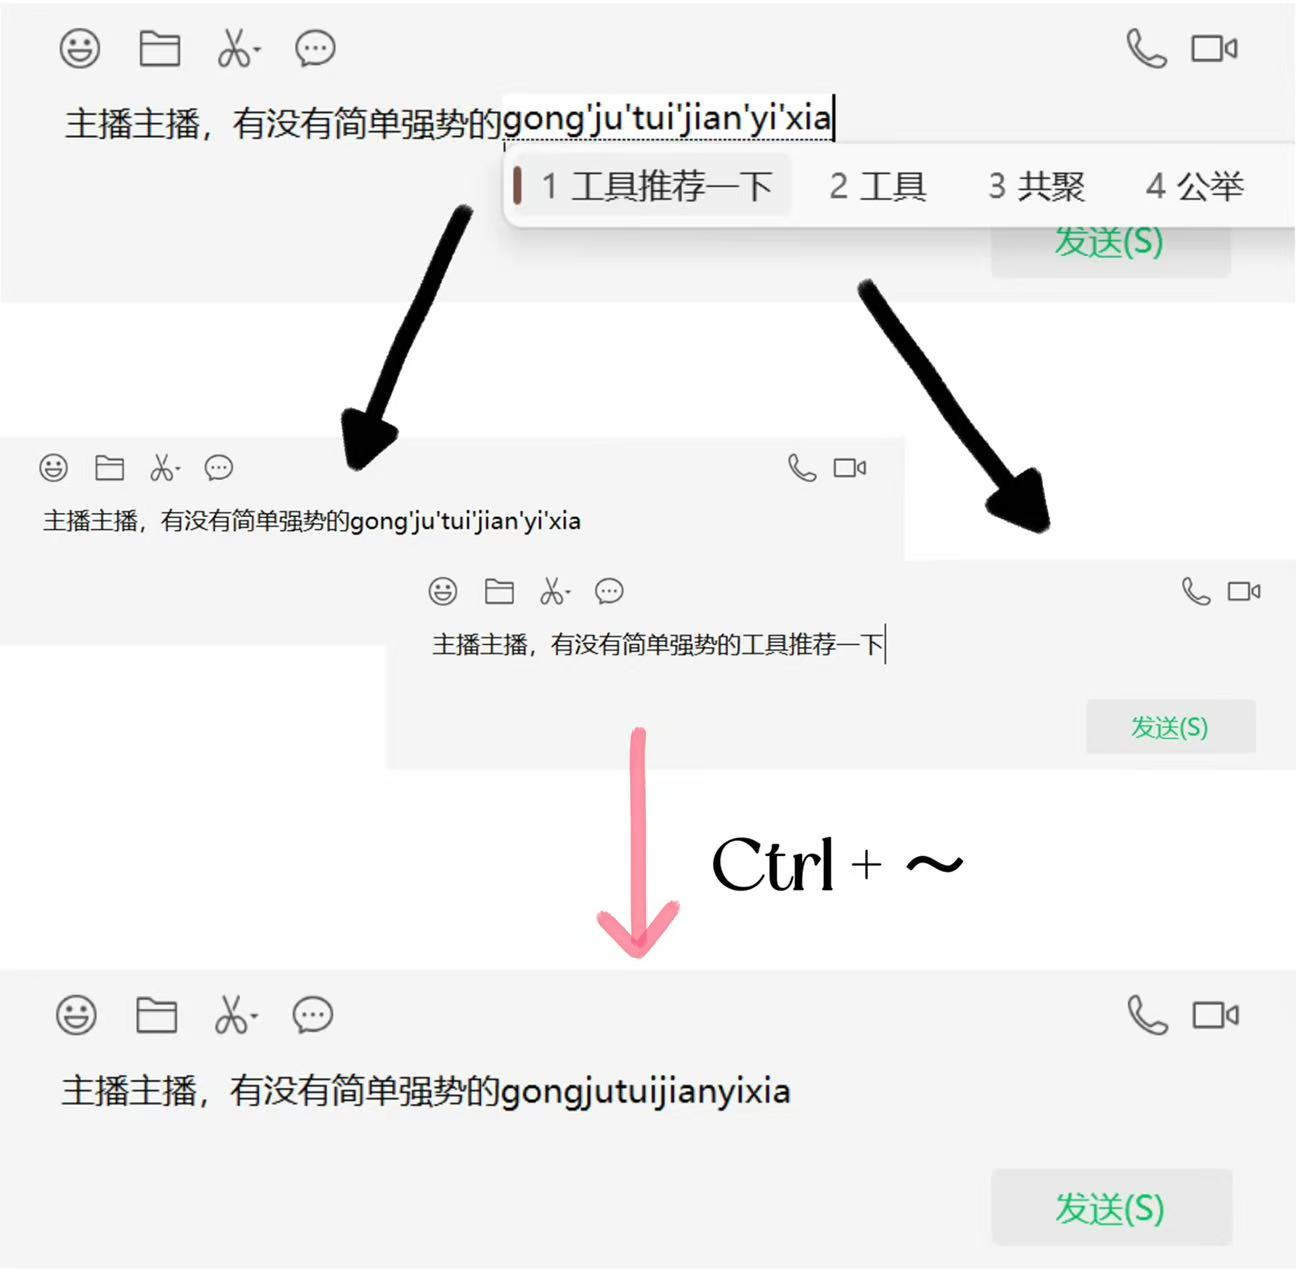 主播主播，有没有简单强势的gong'ju'tui'jian'yi'xia
1 工具推荐一下 2 工具 3 共聚 4 公举
发送(S)
主播主播，有没有简单强势的gong'ju'tui'jian'yi'xia
主播主播，有没有简单强势的工具推荐一下
发送(S)
Ctrl + ～
主播主播，有没有简单强势的gongjutuijianyixia
发送(S)